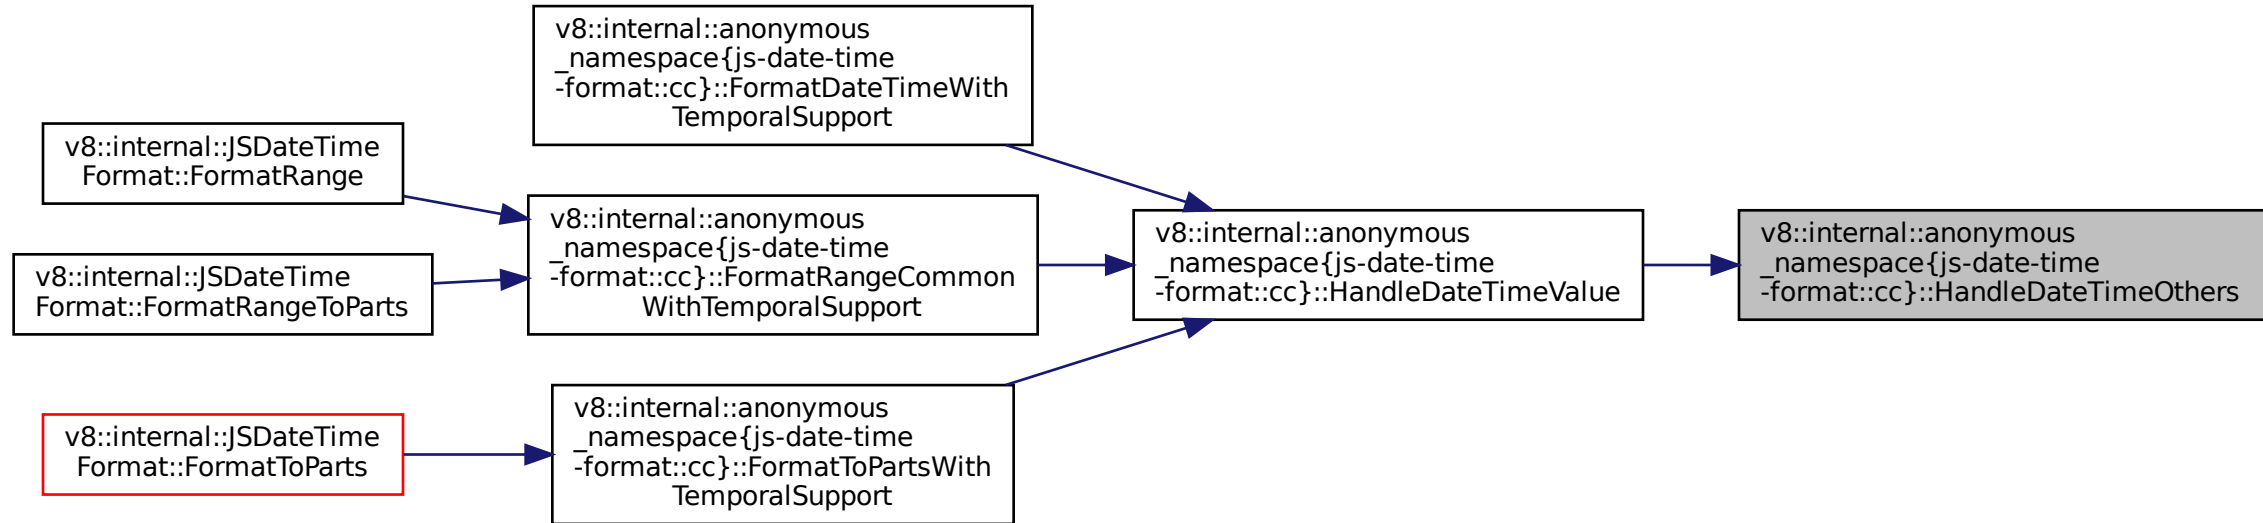 v8::internal::anonymous
_namespace{js-date-time
-format::cc}::FormatDateTimeWith
TemporalSupport
v8::internal::JSDateTime
Format::FormatRange
v8::internal::anonymous
_namespace{js-date-time
-format::cc}::FormatRangeCommon
WithTemporalSupport
v8::internal::JSDateTime
Format::FormatRangeToParts
v8::internal::anonymous
_namespace{js-date-time
-format::cc}::HandleDateTimeValue
v8::internal::anonymous
_namespace{js-date-time
-format::cc}::HandleDateTimeOthers
v8::internal::JSDateTime
Format::FormatToParts
v8::internal::anonymous
_namespace{js-date-time
-format::cc}::FormatToPartsWith
TemporalSupport